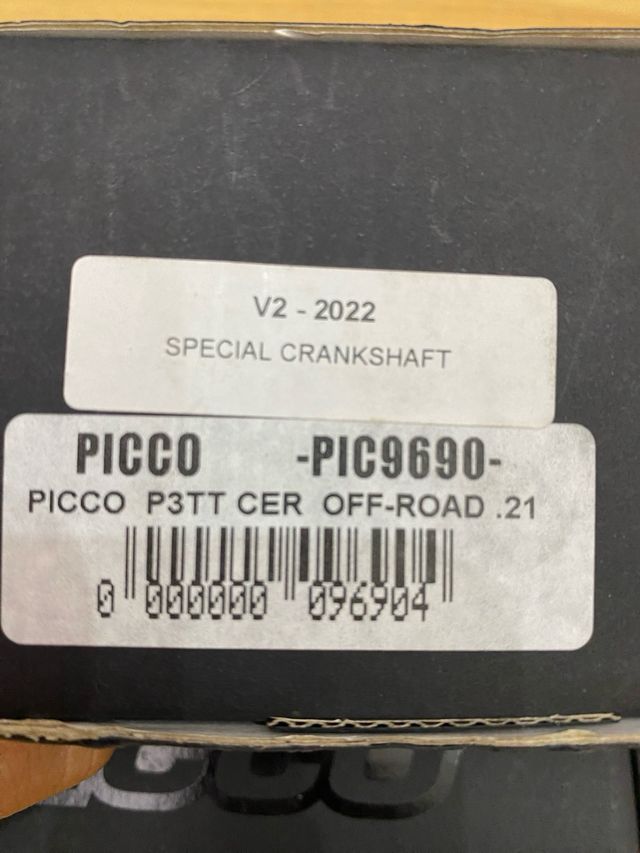 V2 - 2022
SPECIAL CRANKSHAFT
PICCO -PIC9690-
PICCO P3TT CER OFF-ROAD .21
0 000000 096904